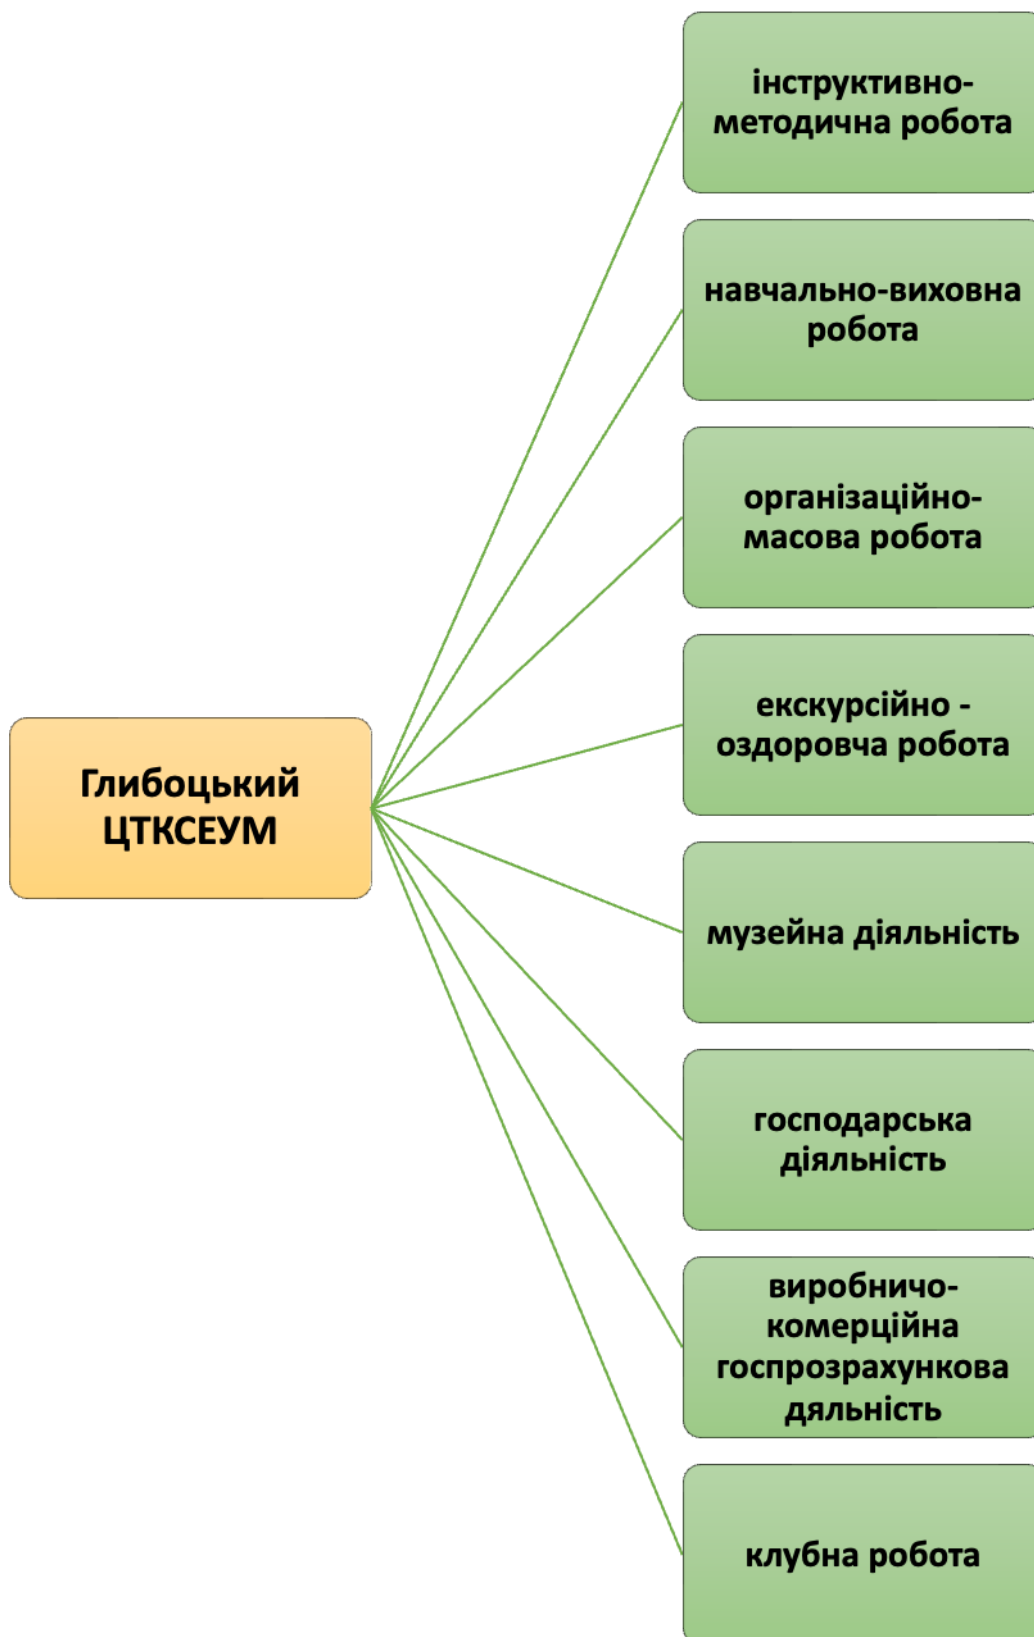 інструктивно-
методична робота
навчально-виховна
робота
організаційно-
масова робота
екскурсійно -
оздоровча робота
Глибоцький
ЦТКСЕУМ
музейна діяльність
господарська
діяльність
виробничо-
комерційна
госпрозрахункова
дяльність
клубна робота